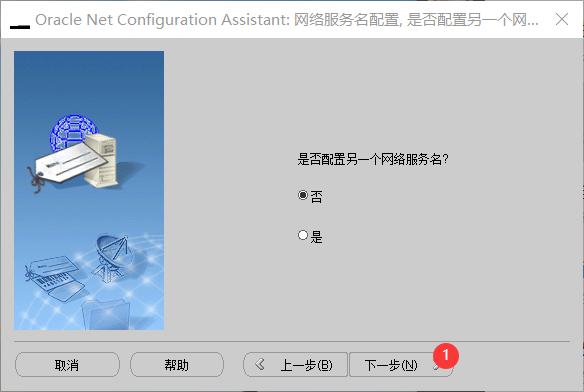 Oracle Net Configuration Assistant: 网络服务名配置, 是否配置另一个网...
是否配置另一个网络服务名?
否
是
取消
帮助
上一步(B)
下一步(N)
1